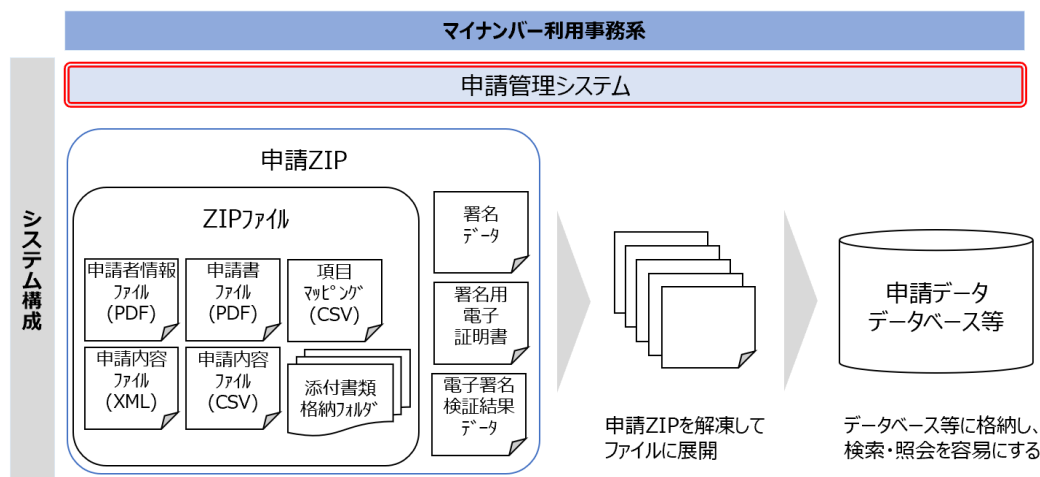 マイナンバー利用事務系
申請管理システム
システム構成
申請ZIP
ZIPファイル
申請者情報
ファイル
(PDF)
申請書
ファイル
(PDF)
項目
マッピング
(CSV)
申請内容
ファイル
(XML)
申請内容
ファイル
(CSV)
添付書類
格納フォルダ
署名
データ
署名用
電子
証明書
電子署名
検証結果
データ
申請ZIPを解凍して
ファイルに展開
申請データ
データベース等
データベース等に格納し、
検索・照会を容易にする